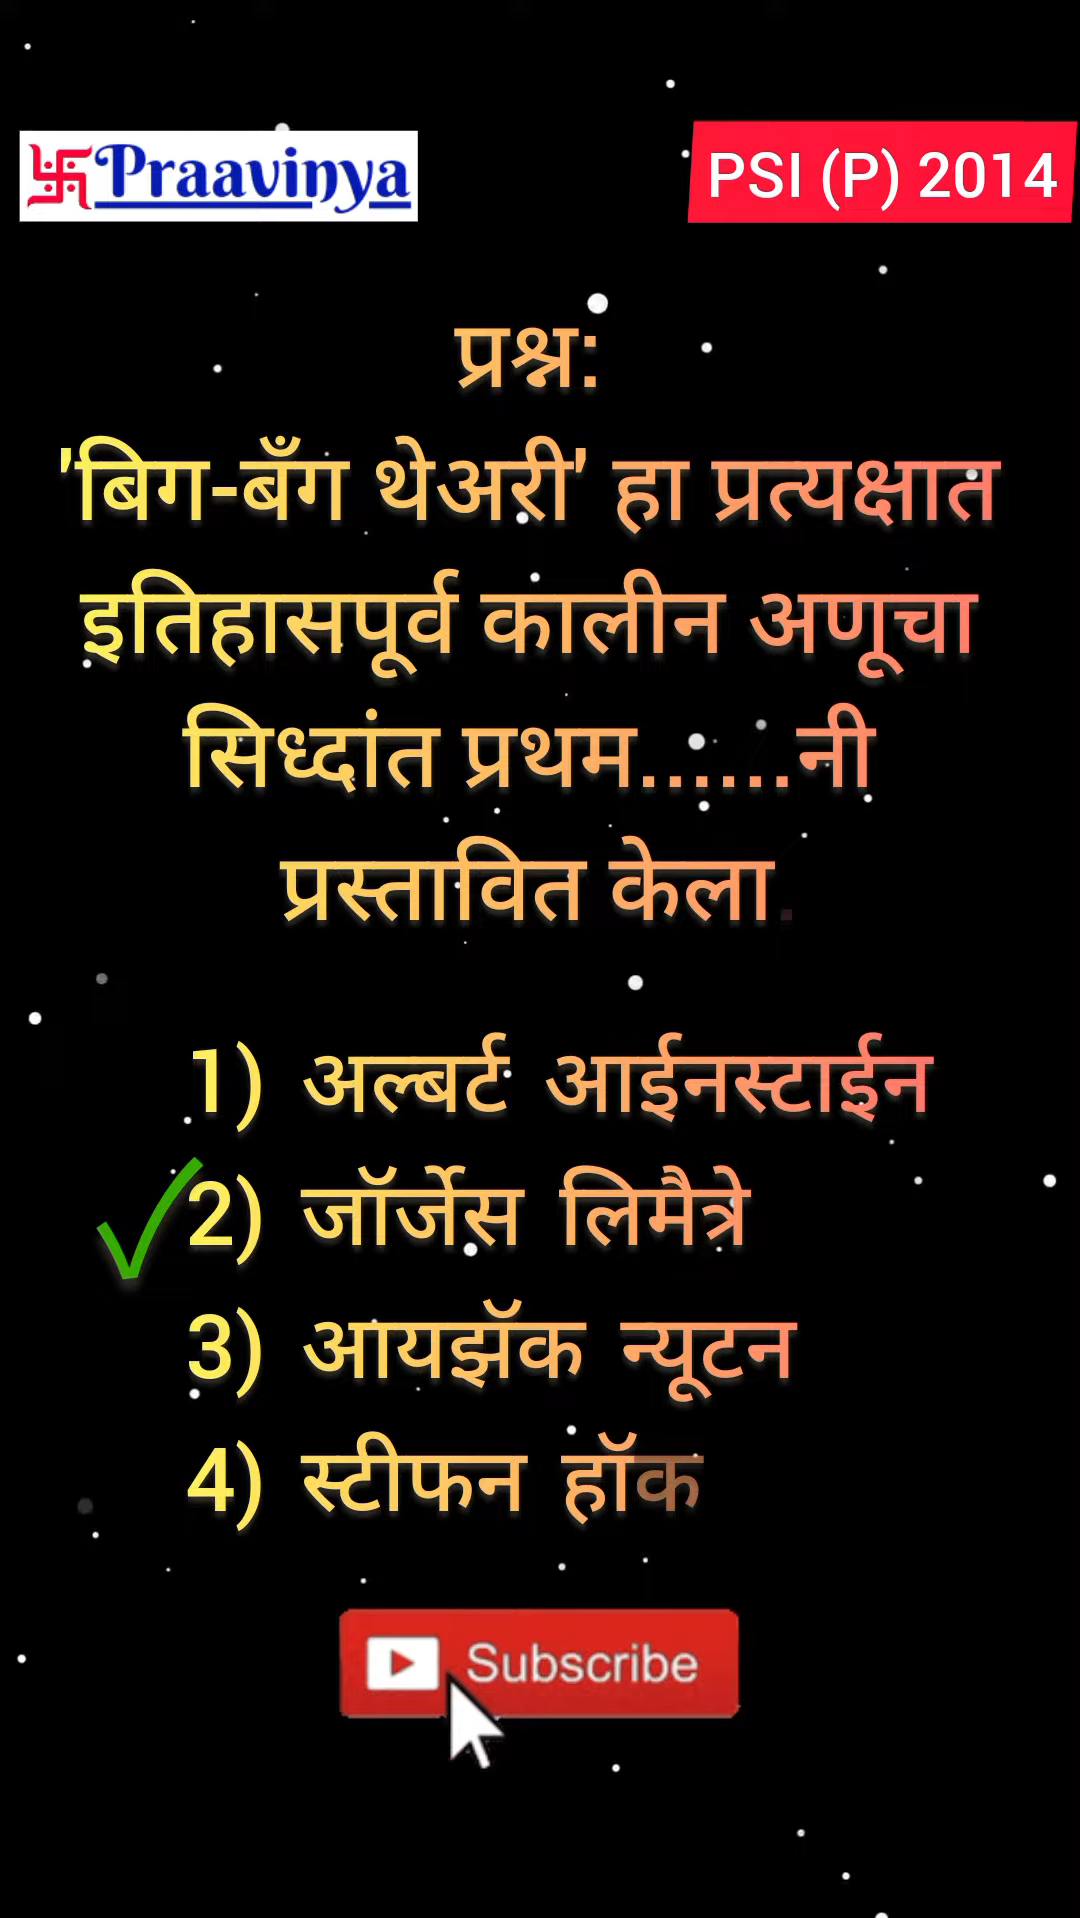 Praavinya
PSI (P) 2014
प्रश्न:
'बिग-बँग थेअरी' हा प्रत्यक्षात
इतिहासपूर्व कालीन अणूचा
सिध्दांत प्रथम......नी
प्रस्तावित केला.
1) अल्बर्ट आईनस्टाईन
2) जॉर्जेस लिमैत्रे
3) आयझॅक न्यूटन
4) स्टीफन हॉक
Subscribe